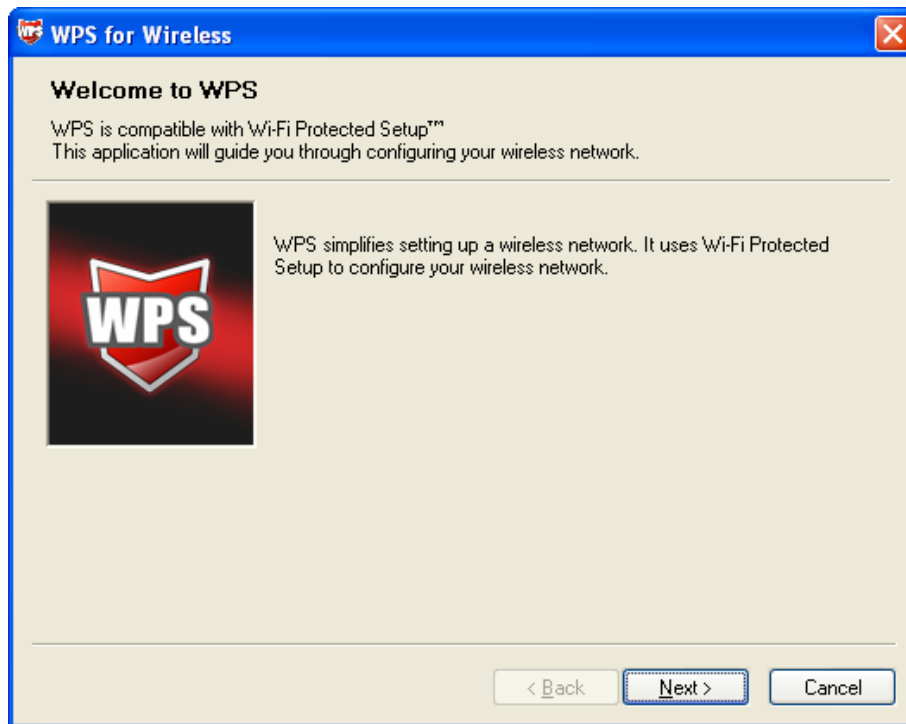 WPS WPS for Wireless
Welcome to WPS
WPS is compatible with Wi-Fi Protected Setup™
This application will guide you through configuring your wireless network.
WPS
WPS simplifies setting up a wireless network. It uses Wi-Fi Protected
Setup to configure your wireless network.
< Back Next > Cancel